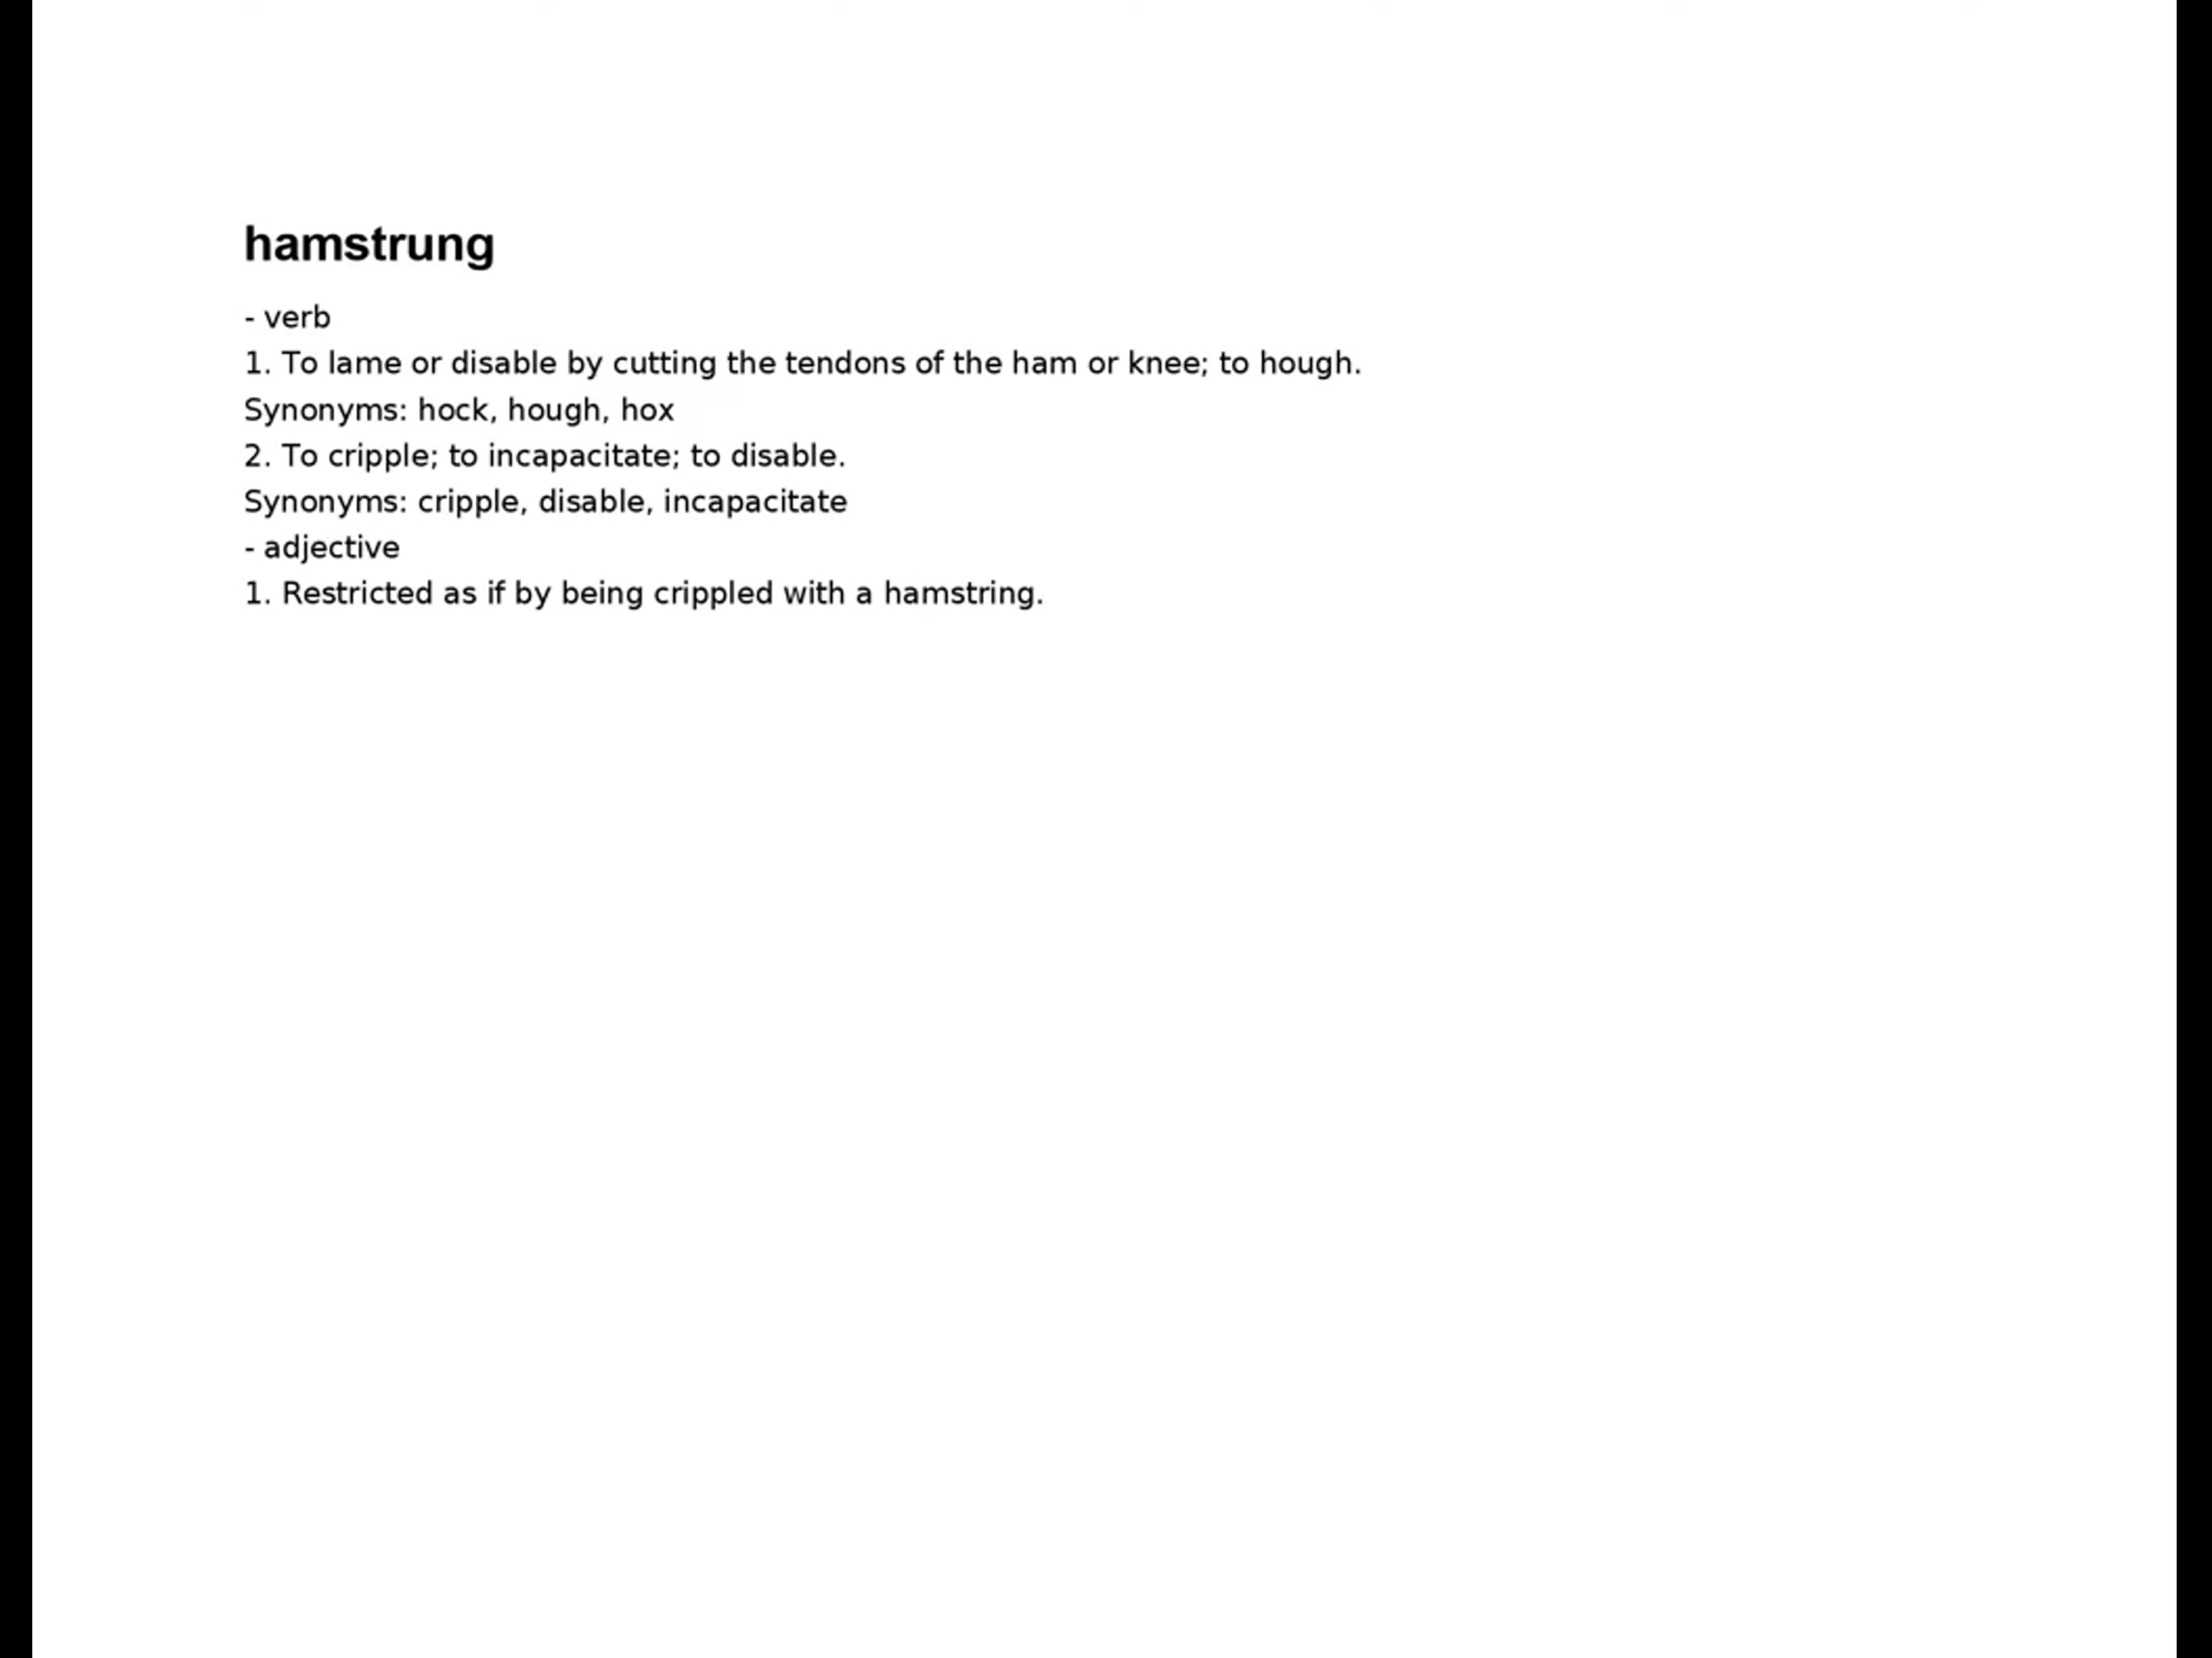 hamstrung
- verb
1. To lame or disable by cutting the tendons of the ham or knee; to hough.
Synonyms: hock, hough, hox
2. To cripple; to incapacitate; to disable.
Synonyms: cripple, disable, incapacitate
- adjective
1. Restricted as if by being crippled with a hamstring.